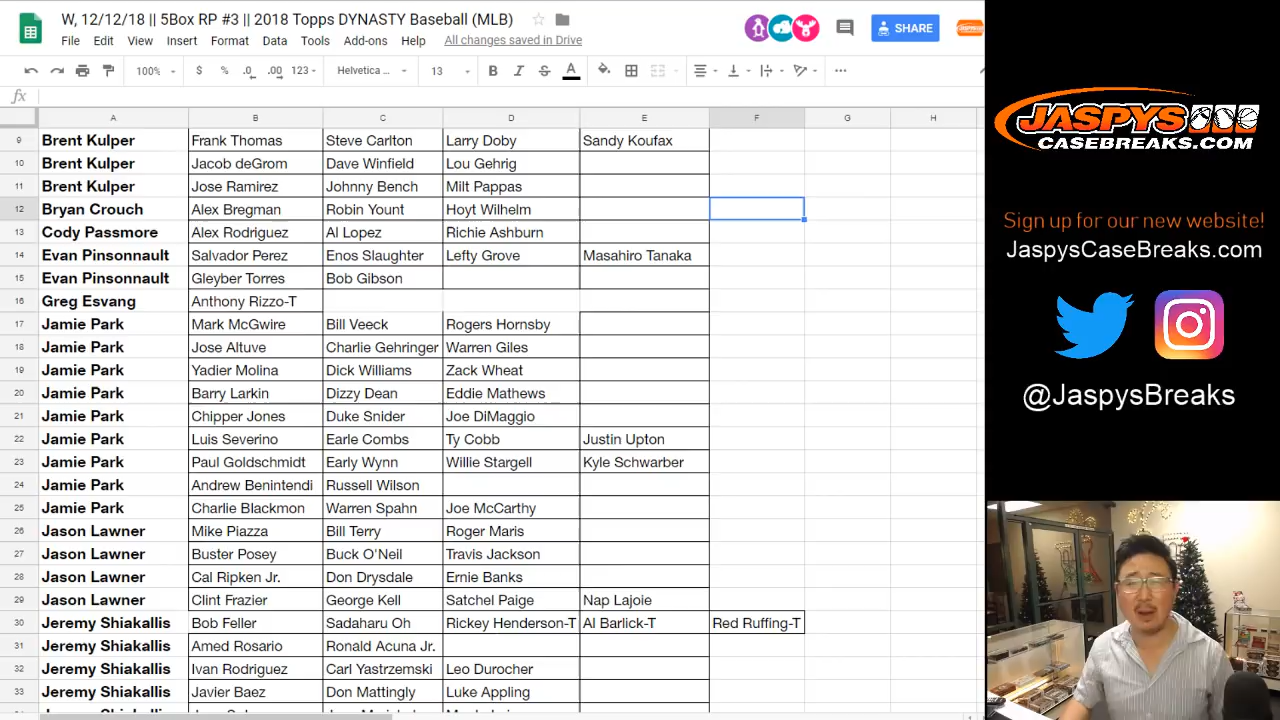 W, 12/12/18 || 5Box RP #3 || 2018 Topps DYNASTY Baseball (MLB)
File Edit View Insert Format Data Tools Add-ons Help All changes saved in Drive
SHARE
100% $ % .0 .00 123 Helvetica ... 13 B I S A
fx
A B C D E F G H
9 Brent Kulper Frank Thomas Steve Carlton Larry Doby Sandy Koufax
10 Brent Kulper Jacob deGrom Dave Winfield Lou Gehrig
11 Brent Kulper Jose Ramirez Johnny Bench Milt Pappas
12 Bryan Crouch Alex Bregman Robin Yount Hoyt Wilhelm
13 Cody Passmore Alex Rodriguez Al Lopez Richie Ashburn
14 Evan Pinsonnault Salvador Perez Enos Slaughter Lefty Grove Masahiro Tanaka
15 Evan Pinsonnault Gleyber Torres Bob Gibson
16 Greg Esvang Anthony Rizzo-T
17 Jamie Park Mark McGwire Bill Veeck Rogers Hornsby
18 Jamie Park Jose Altuve Charlie Gehringer Warren Giles
19 Jamie Park Yadier Molina Dick Williams Zack Wheat
20 Jamie Park Barry Larkin Dizzy Dean Eddie Mathews
21 Jamie Park Chipper Jones Duke Snider Joe DiMaggio
22 Jamie Park Luis Severino Earle Combs Ty Cobb Justin Upton
23 Jamie Park Paul Goldschmidt Early Wynn Willie Stargell Kyle Schwarber
24 Jamie Park Andrew Benintendi Russell Wilson
25 Jamie Park Charlie Blackmon Warren Spahn Joe McCarthy
26 Jason Lawner Mike Piazza Bill Terry Roger Maris
27 Jason Lawner Buster Posey Buck O'Neil Travis Jackson
28 Jason Lawner Cal Ripken Jr. Don Drysdale Ernie Banks
29 Jason Lawner Clint Frazier George Kell Satchel Paige Nap Lajoie
30 Jeremy Shiakallis Bob Feller Sadaharu Oh Rickey Henderson-T Al Barlick-T Red Ruffing-T
31 Jeremy Shiakallis Amed Rosario Ronald Acuna Jr.
32 Jeremy Shiakallis Ivan Rodriguez Carl Yastrzemski Leo Durocher
33 Jeremy Shiakallis Javier Baez Don Mattingly Luke Appling
JASPYS
CASEBREAKS.COM
Sign up for our new website!
JaspysCaseBreaks.com
@JaspysBreaks